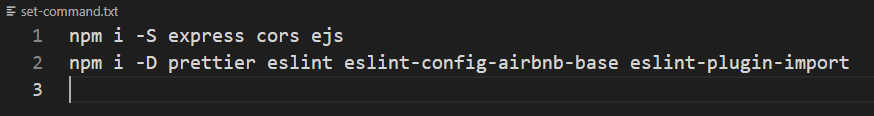 set-command.txt
1 npm i -S express cors ejs
2 npm i -D prettier eslint eslint-config-airbnb-base eslint-plugin-import
3